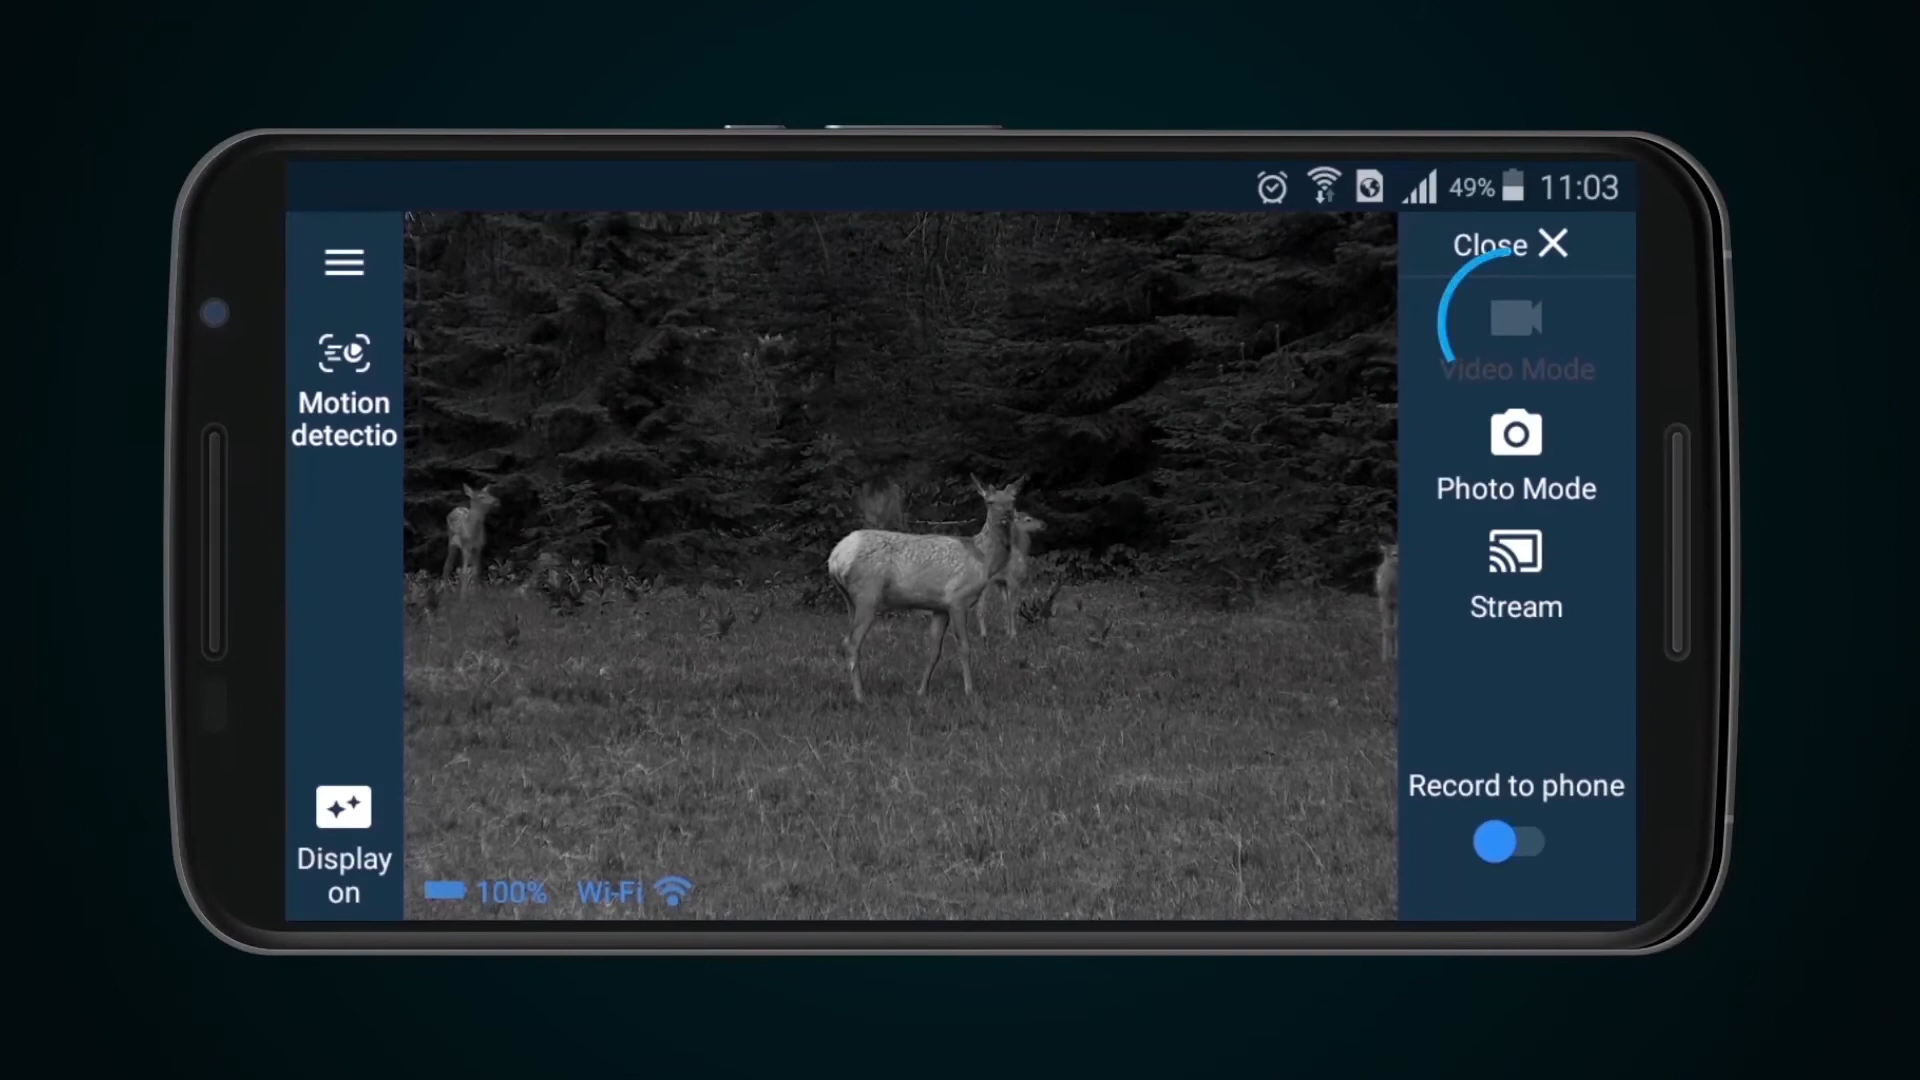 49% 11:03
Close
Motion
detectio
Video Mode
Photo Mode
Stream
Record to phone
Display
on
100% Wi-Fi